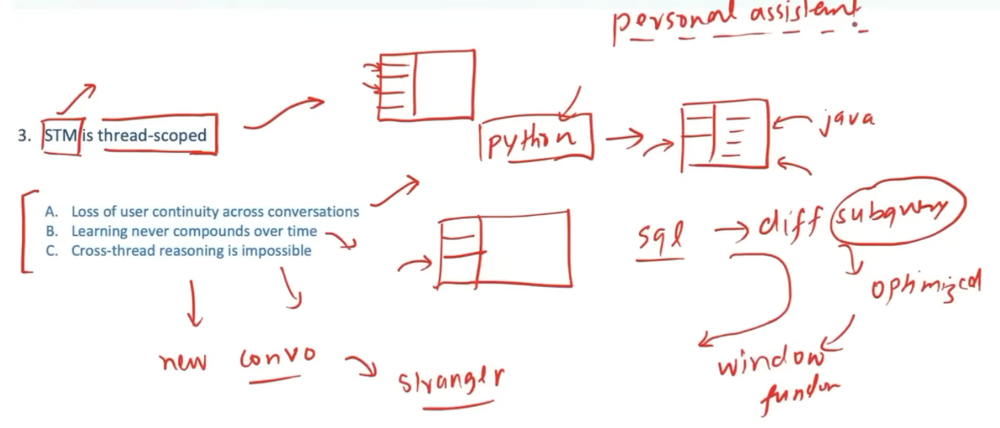 personal assistant
3. STM is thread-scoped
python
java
A. Loss of user continuity across conversations
B. Learning never compounds over time
C. Cross-thread reasoning is impossible
sql → diff subquery
optimized
new convo
stranger
window